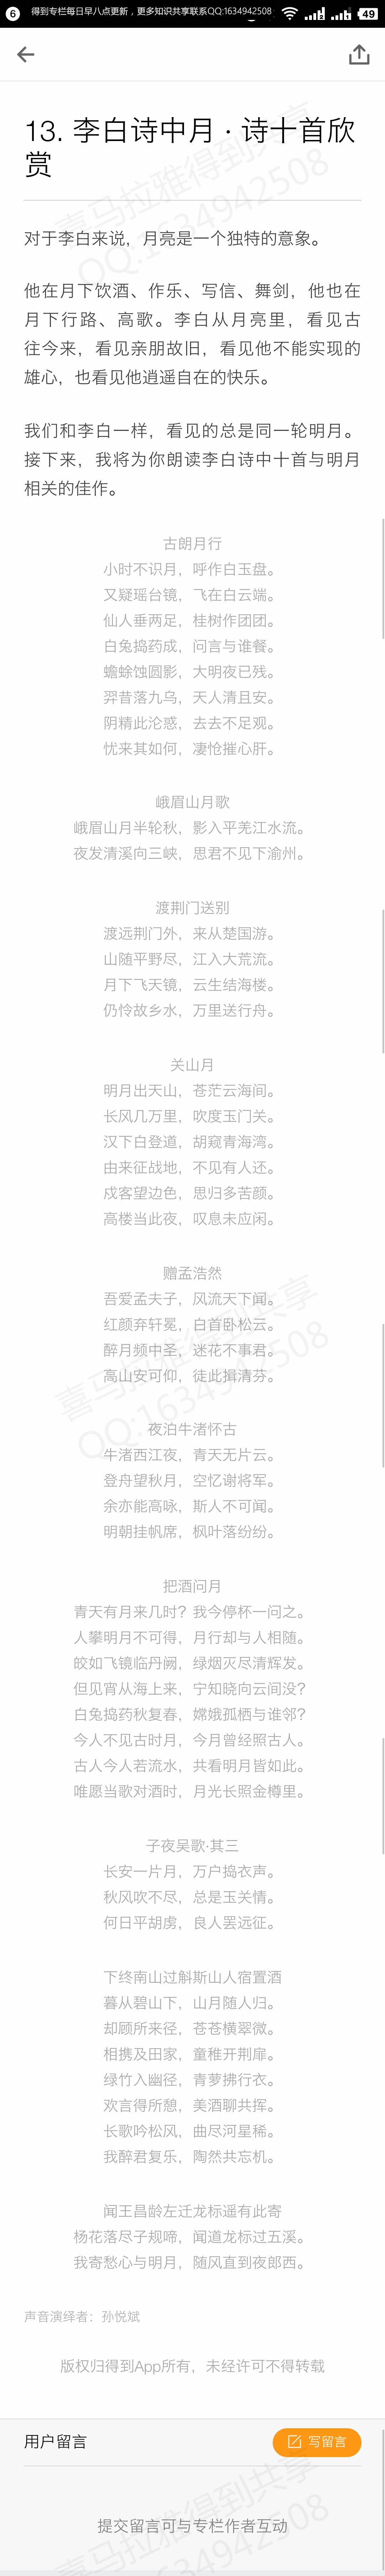 6 得到专栏每日早八点更新，更多知识共享联系QQ:1634942508 49
13. 李白诗中月 · 诗十首欣
赏
对于李白来说，月亮是一个独特的意象。
他在月下饮酒、作乐、写信、舞剑，他也在
月下行路、高歌。李白从月亮里，看见古
往今来，看见亲朋故旧，看见他不能实现的
雄心，也看见他逍遥自在的快乐。
我们和李白一样，看见的总是同一轮明月。
接下来，我将为你朗读李白诗中十首与明月
相关的佳作。
古朗月行
小时不识月，呼作白玉盘。
又疑瑶台镜，飞在白云端。
仙人垂两足，桂树作团团。
白兔捣药成，问言与谁餐。
蟾蜍蚀圆影，大明夜已残。
羿昔落九乌，天人清且安。
阴精此沦惑，去去不足观。
忧来其如何，凄怆摧心肝。
峨眉山月歌
峨眉山月半轮秋，影入平羌江水流。
夜发清溪向三峡，思君不见下渝州。
渡荆门送别
渡远荆门外，来从楚国游。
山随平野尽，江入大荒流。
月下飞天镜，云生结海楼。
仍怜故乡水，万里送行舟。
关山月
明月出天山，苍茫云海间。
长风几万里，吹度玉门关。
汉下白登道，胡窥青海湾。
由来征战地，不见有人还。
戍客望边色，思归多苦颜。
高楼当此夜，叹息未应闲。
赠孟浩然
吾爱孟夫子，风流天下闻。
红颜弃轩冕，白首卧松云。
醉月频中圣，迷花不事君。
高山安可仰，徒此揖清芬。
夜泊牛渚怀古
牛渚西江夜，青天无片云。
登舟望秋月，空忆谢将军。
余亦能高咏，斯人不可闻。
明朝挂帆席，枫叶落纷纷。
把酒问月
青天有月来几时？我今停杯一问之。
人攀明月不可得，月行却与人相随。
皎如飞镜临丹阙，绿烟灭尽清辉发。
但见宵从海上来，宁知晓向云间没？
白兔捣药秋复春，嫦娥孤栖与谁邻？
今人不见古时月，今月曾经照古人。
古人今人若流水，共看明月皆如此。
唯愿当歌对酒时，月光长照金樽里。
子夜吴歌·其三
长安一片月，万户捣衣声。
秋风吹不尽，总是玉关情。
何日平胡虏，良人罢远征。
下终南山过斛斯山人宿置酒
暮从碧山下，山月随人归。
却顾所来径，苍苍横翠微。
相携及田家，童稚开荆扉。
绿竹入幽径，青萝拂行衣。
欢言得所憩，美酒聊共挥。
长歌吟松风，曲尽河星稀。
我醉君复乐，陶然共忘机。
闻王昌龄左迁龙标遥有此寄
杨花落尽子规啼，闻道龙标过五溪。
我寄愁心与明月，随风直到夜郎西。
声音演绎者：孙悦斌
版权归得到App所有，未经许可不得转载
用户留言
写留言
提交留言可与专栏作者互动
喜马拉雅得到共享
QQ:1634942508
喜马拉雅得到共享
QQ:1634942508
喜马拉雅得到共享
QQ:1634942508